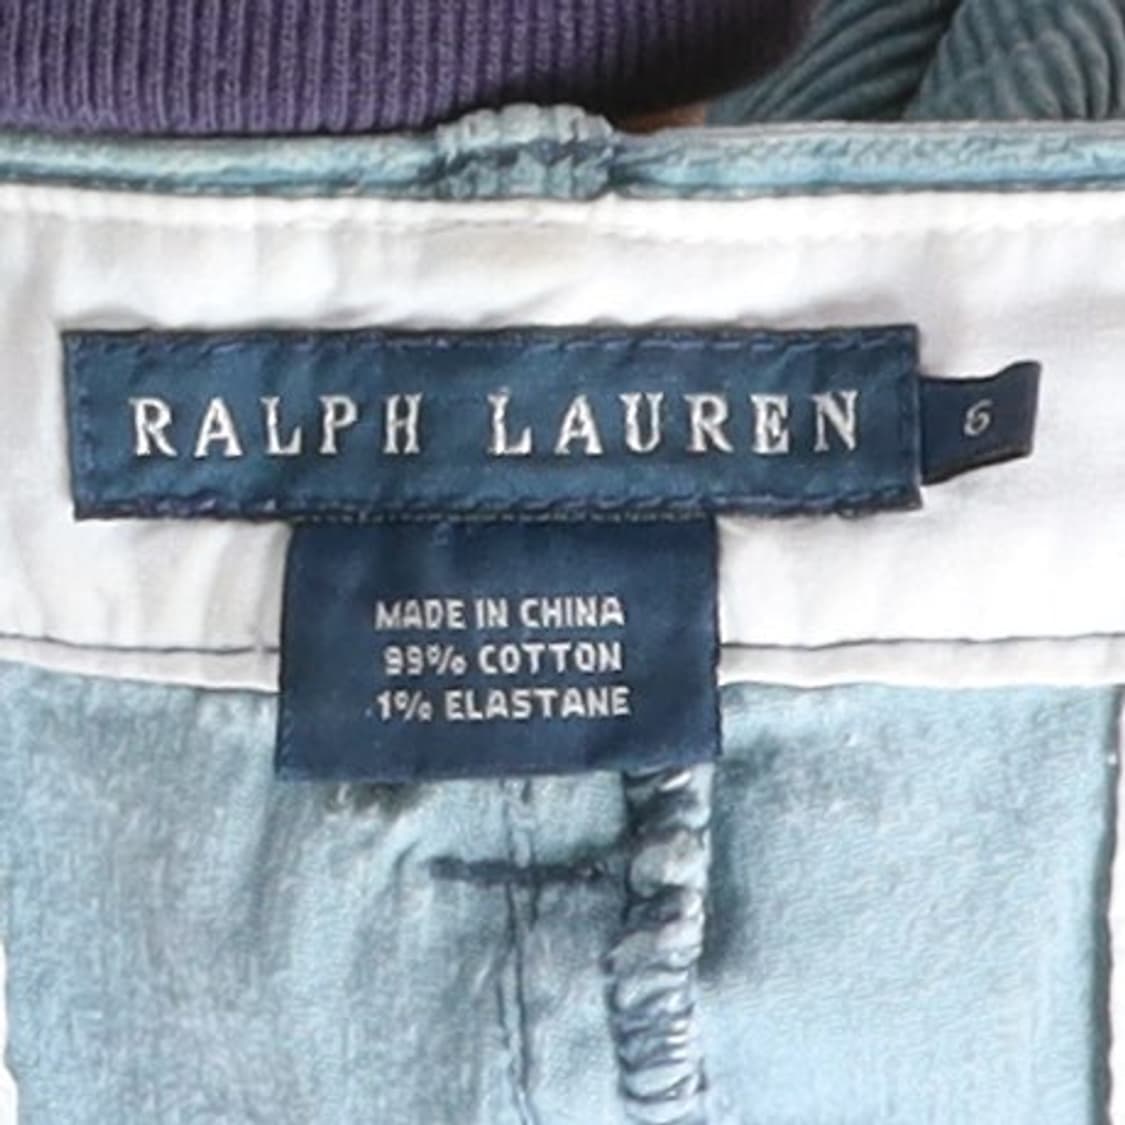 RALPH LAUREN
6
MADE IN CHINA
99% COTTON
1% ELASTANE